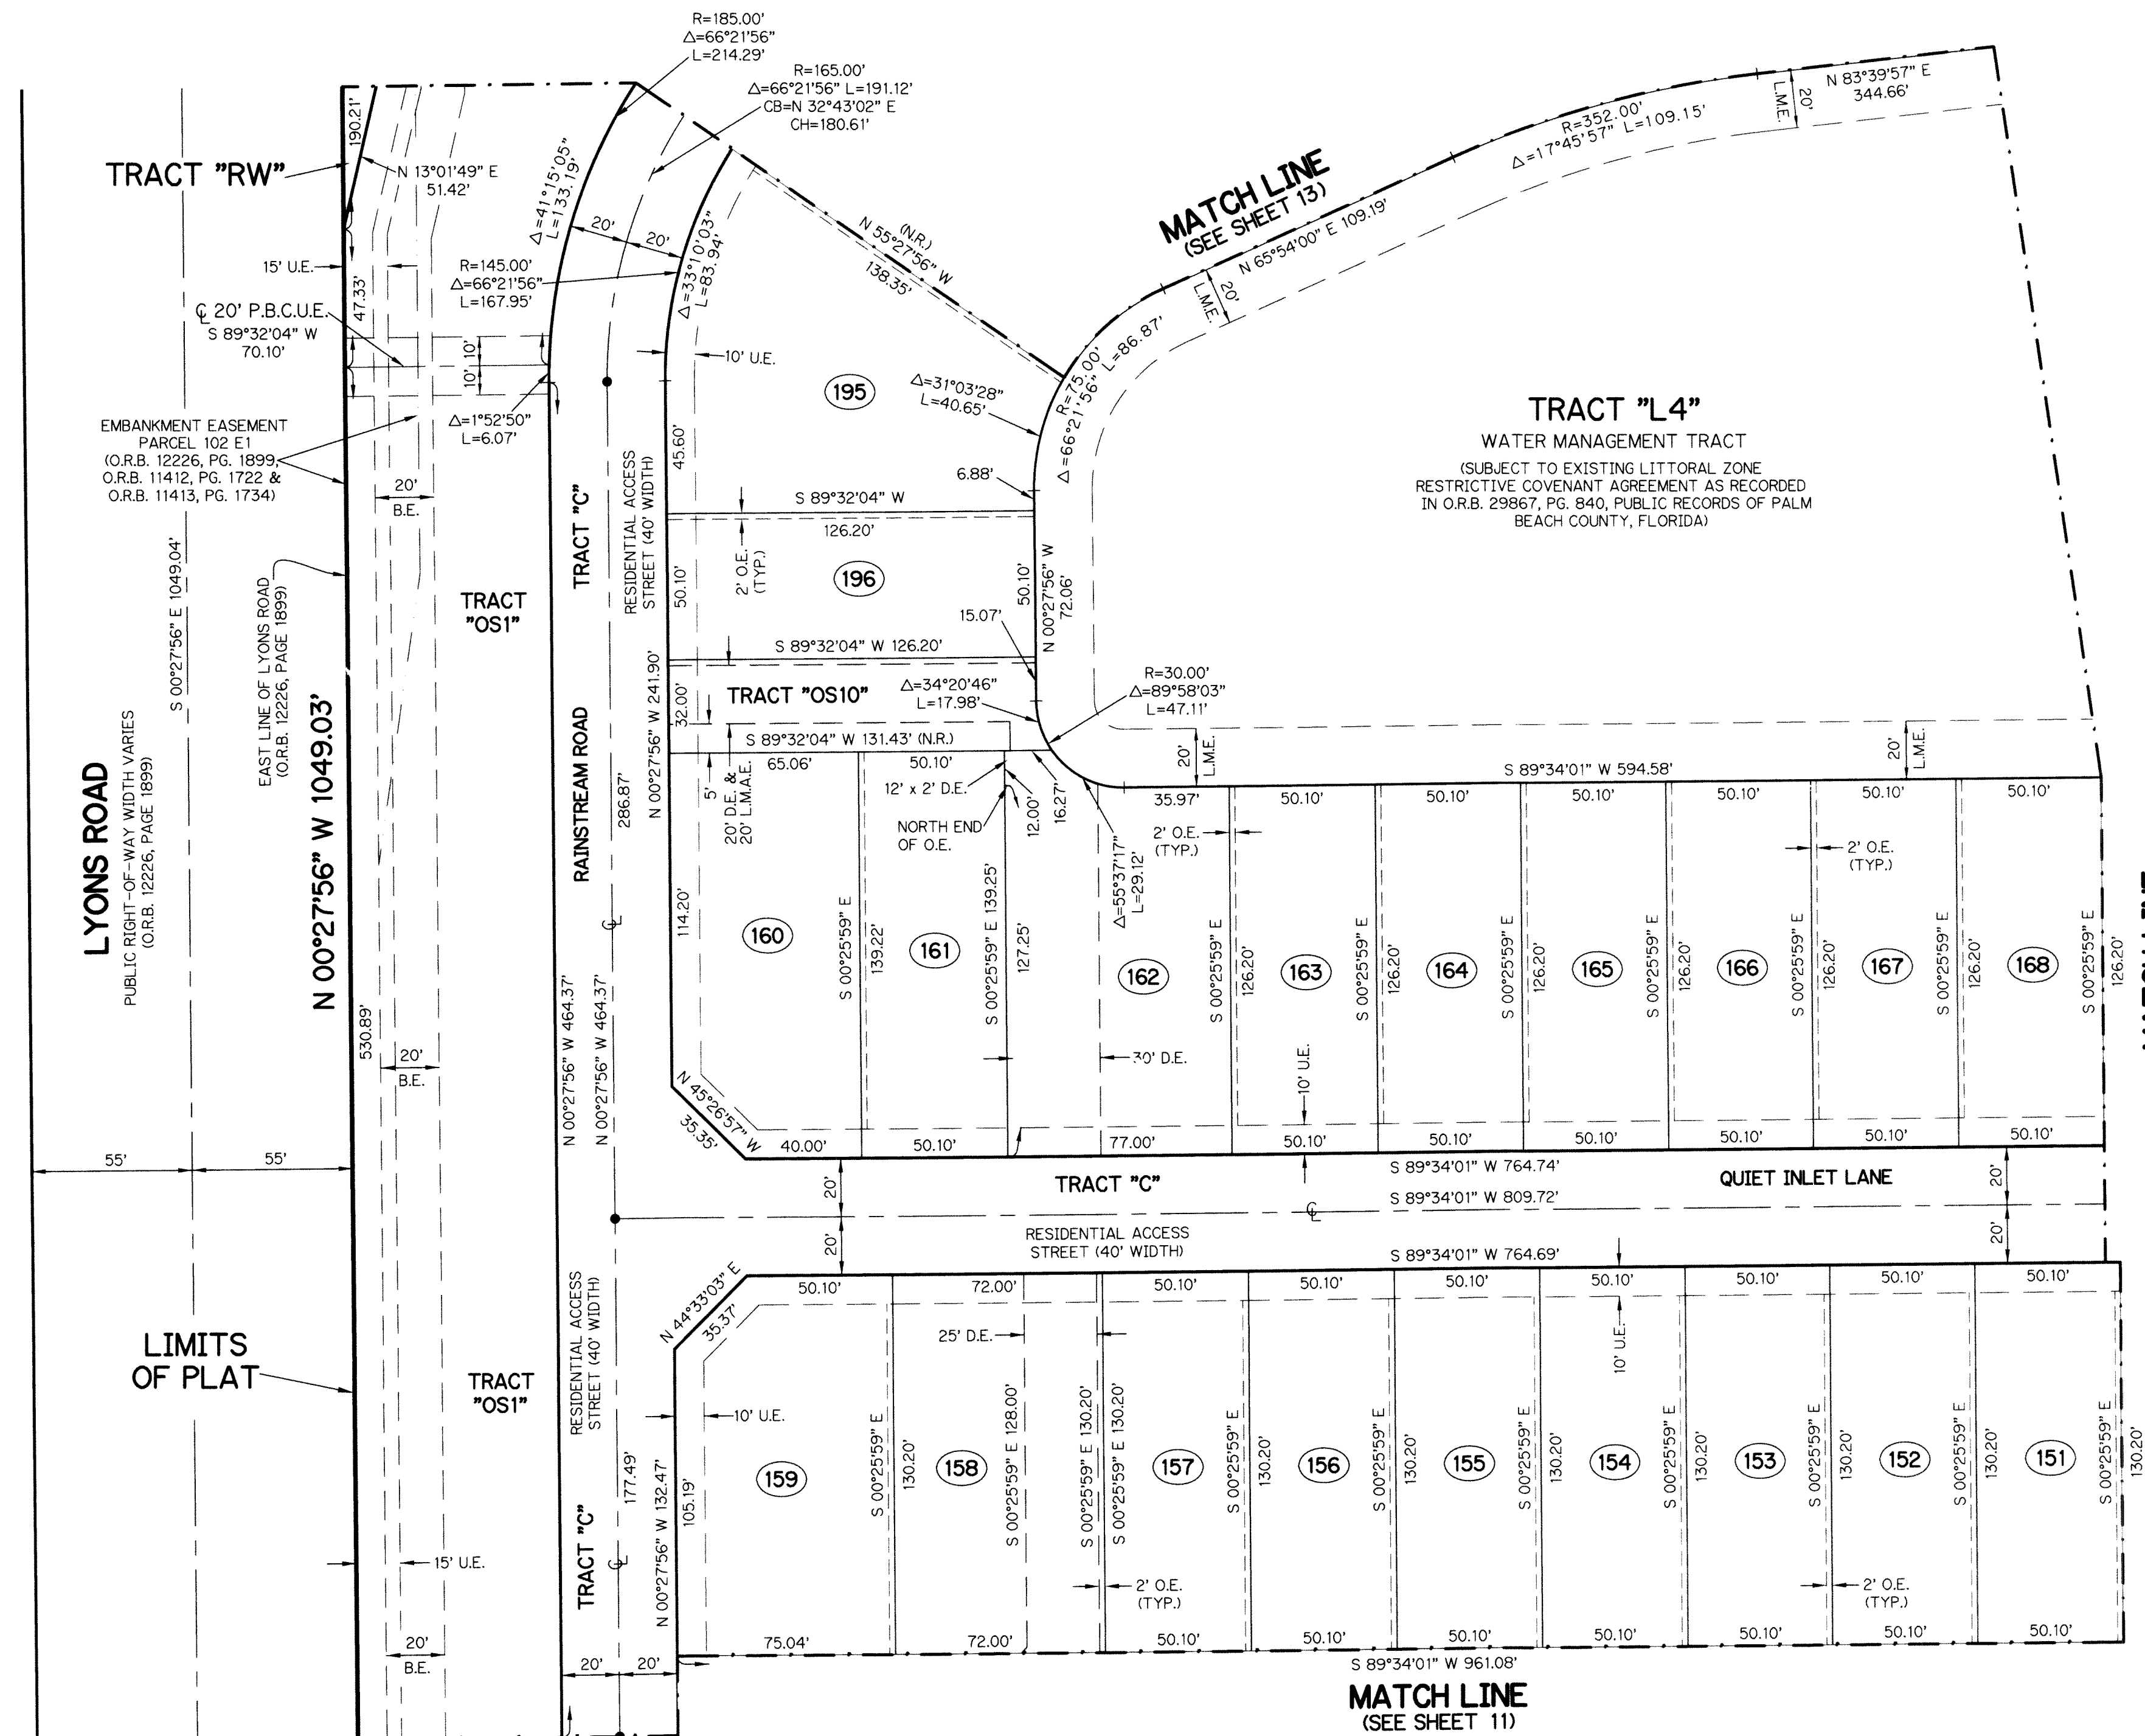 R=185.00'
△=66°21'56"
L=214.29'
R=165.00'
△=66°21'56" L=191.12'
CB=N 32°43'02" E
CH=180.61'
N 83°39'57" E
344.66'
20'
L.M.E.
R=352.00'
△=17°45'57" L=109.15'
MATCH LINE
(SEE SHEET 13)
N 65°54'00" E 109.19'
20'
L.M.E.
190.21'
TRACT "RW"
N 13°01'49" E
51.42'
△=41°15'05"
L=133.19'
20'
20'
△=33°10'03"
L=83.94'
(N.R.)
N 55°27'56" W
138.35'
15' U.E.
47.33'
R=145.00'
△=66°21'56"
L=167.95'
℄ 20' P.B.C.U.E.
S 89°32'04" W
70.10'
10'
10'
10' U.E.
195
△=31°03'28"
L=40.65'
R=75.00'
△=66°21'56" L=86.87'
△=1°52'50"
L=6.07'
EMBANKMENT EASEMENT
PARCEL 102 E1
(O.R.B. 12226, PG. 1899,
O.R.B. 11412, PG. 1722 &
O.R.B. 11413, PG. 1734)
20'
B.E.
TRACT "L4"
WATER MANAGEMENT TRACT
(SUBJECT TO EXISTING LITTORAL ZONE
RESTRICTIVE COVENANT AGREEMENT AS RECORDED
IN O.R.B. 29867, PG. 840, PUBLIC RECORDS OF PALM
BEACH COUNTY, FLORIDA)
45.60'
6.88'
S 89°32'04" W
126.20'
TRACT "C"
RESIDENTIAL ACCESS
STREET (40' WIDTH)
50.10'
2' O.E.
(TYP.)
196
50.10'
N 00°27'56" W
72.06'
15.07'
S 89°32'04" W 126.20'
S 00°27'56" E 1049.04'
EAST LINE OF LYONS ROAD
(O.R.B. 12226, PAGE 1899)
TRACT
"OS1"
LYONS ROAD
PUBLIC RIGHT-OF-WAY WIDTH VARIES
(O.R.B. 12226, PAGE 1899)
N 00°27'56" W 1049.03'
RAINSTREAM ROAD
286.87'
N 00°27'56" W 241.90'
32.00'
TRACT "OS10"
△=34°20'46"
L=17.98'
R=30.00'
△=89°58'03"
L=47.11'
S 89°32'04" W 131.43' (N.R.)
65.06'
50.10'
5'
20' D.E. &
20' L.M.A.E.
12' x 2' D.E.
NORTH END
OF O.E.
12.00'
16.27'
20'
L.M.E.
S 89°34'01" W 594.58'
20'
L.M.E.
35.97'
50.10'
50.10'
50.10'
50.10'
50.10'
50.10'
2' O.E.
(TYP.)
2' O.E.
(TYP.)
△=55°37'17"
L=29.12'
114.20'
160
S 00°25'59" E
139.22'
161
S 00°25'59" E 139.25'
127.25'
162
S 00°25'59" E
126.20'
163
S 00°25'59" E
126.20'
164
S 00°25'59" E
126.20'
165
S 00°25'59" E
126.20'
166
S 00°25'59" E
126.20'
167
S 00°25'59" E
126.20'
168
S 00°25'59" E
126.20'
530.89'
20'
B.E.
N 00°27'56" W 464.37'
N 00°27'56" W 464.37'
℄
30' D.E.
10' U.E.
N 45°26'57" W
35.35'
40.00'
50.10'
77.00'
50.10'
50.10'
50.10'
50.10'
50.10'
50.10'
55'
55'
20'
TRACT "C"
S 89°34'01" W 764.74'
QUIET INLET LANE
20'
S 89°34'01" W 809.72'
℄
20'
RESIDENTIAL ACCESS
STREET (40' WIDTH)
S 89°34'01" W 764.69'
20'
LIMITS
OF PLAT
TRACT
"OS1"
RESIDENTIAL ACCESS
STREET (40' WIDTH)
N 44°33'03" E
35.37'
50.10'
72.00'
50.10'
50.10'
50.10'
50.10'
50.10'
50.10'
50.10'
25' D.E.
10' U.E.
10' U.E.
15' U.E.
TRACT "C"
177.49'
℄
N 00°27'56" W 132.47'
105.19'
159
S 00°25'59" E
130.20'
158
S 00°25'59" E 128.00'
S 00°25'59" E 130.20'
S 00°25'59" E 130.20'
157
S 00°25'59" E
130.20'
156
S 00°25'59" E
130.20'
155
S 00°25'59" E
130.20'
154
S 00°25'59" E
130.20'
153
S 00°25'59" E
130.20'
152
S 00°25'59" E
130.20'
151
S 00°25'59" E
130.20'
2' O.E.
(TYP.)
2' O.E.
(TYP.)
20'
B.E.
20'
20'
75.04'
72.00'
50.10'
50.10'
50.10'
50.10'
50.10'
50.10'
50.10'
S 89°34'01" W 961.08'
MATCH LINE
(SEE SHEET 11)